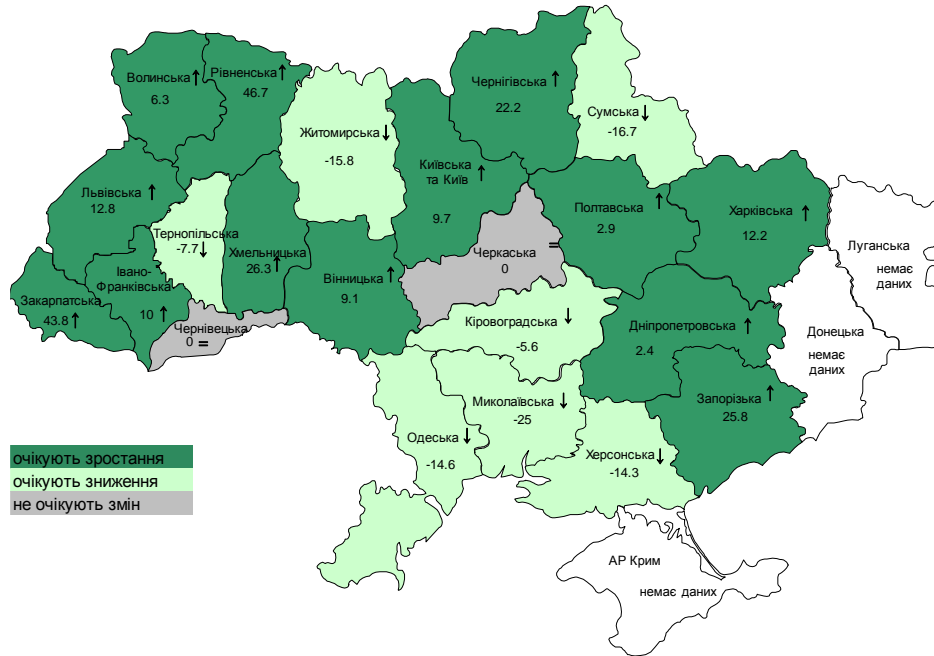 Волинська ↑
6.3
Рівненська ↑
46.7
Житомирська ↓
-15.8
Чернігівська ↑
22.2
Сумська ↓
-16.7
Київська ↑
та Київ
9.7
Львівська ↑
12.8
Тернопільська
-7.7 ↓
Хмельницька
26.3 ↑
Вінницька ↑
9.1
Черкаська =
0
Полтавська ↑
2.9
Харківська ↑
12.2
Луганська
немає
даних
Закарпатська
43.8 ↑
Івано-
Франківська
10 ↑
Чернівецька
0 =
Кіровоградська ↓
-5.6
Дніпропетровська ↑
2.4
Донецька
немає
даних
Запорізька ↑
25.8
Миколаївська ↓
-25
Одеська ↓
-14.6
Херсонська ↓
-14.3
АР Крим
немає даних
очікують зростання
очікують зниження
не очікують змін